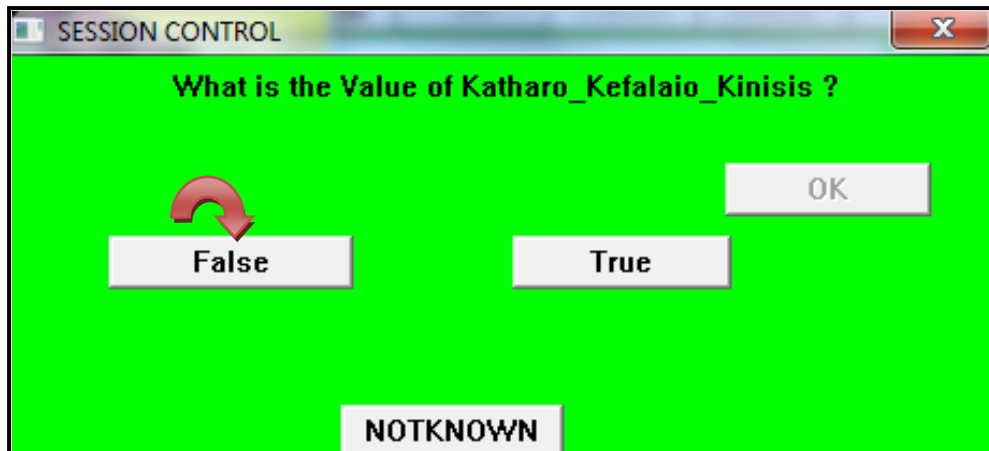 SESSION CONTROL
What is the Value of Katharo_Kefalaio_Kinisis ?
OK
False True
NOTKNOWN